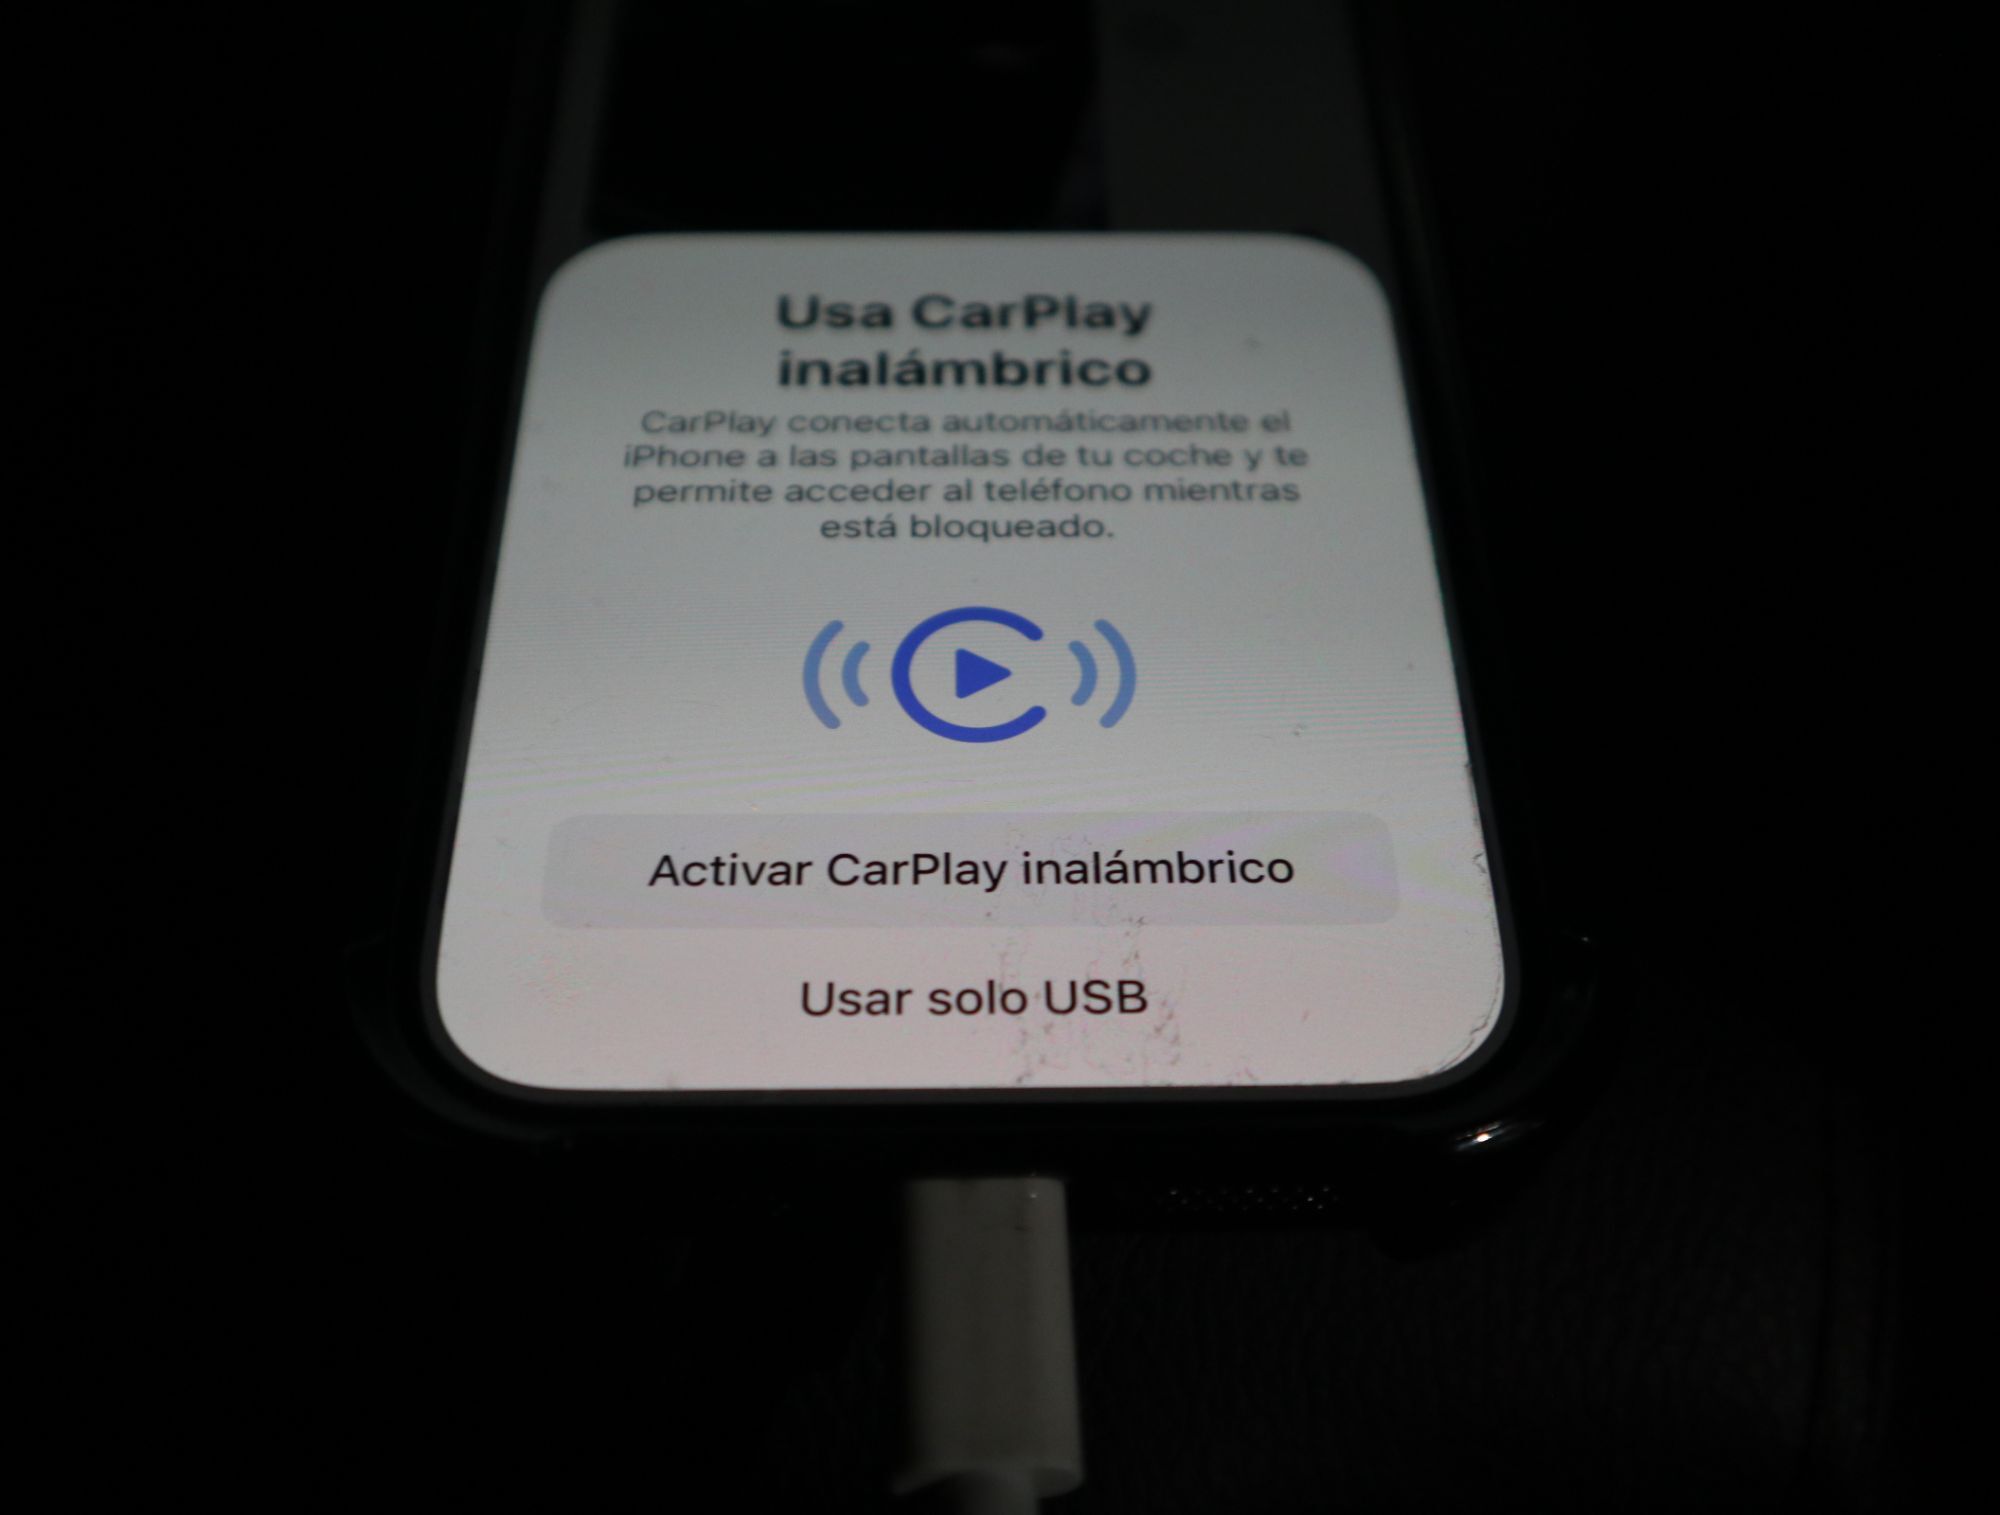 Usa CarPlay
inalámbrico
CarPlay conecta automáticamente el
iPhone a las pantallas de tu coche y te
permite acceder al teléfono mientras
está bloqueado.
Activar CarPlay inalámbrico
Usar solo USB